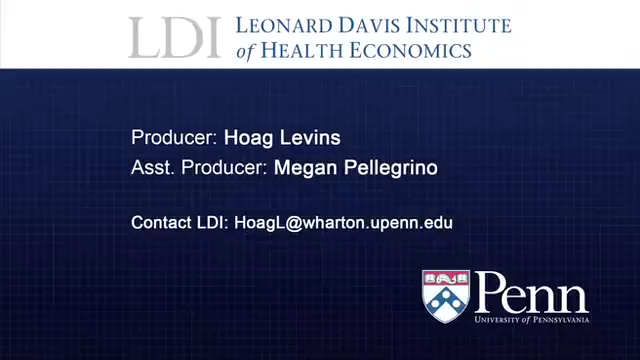 LDI LEONARD DAVIS INSTITUTE
of HEALTH ECONOMICS
Producer: Hoag Levins
Asst. Producer: Megan Pellegrino
Contact LDI: HoagL@wharton.upenn.edu
Penn
UNIVERSITY OF PENNSYLVANIA